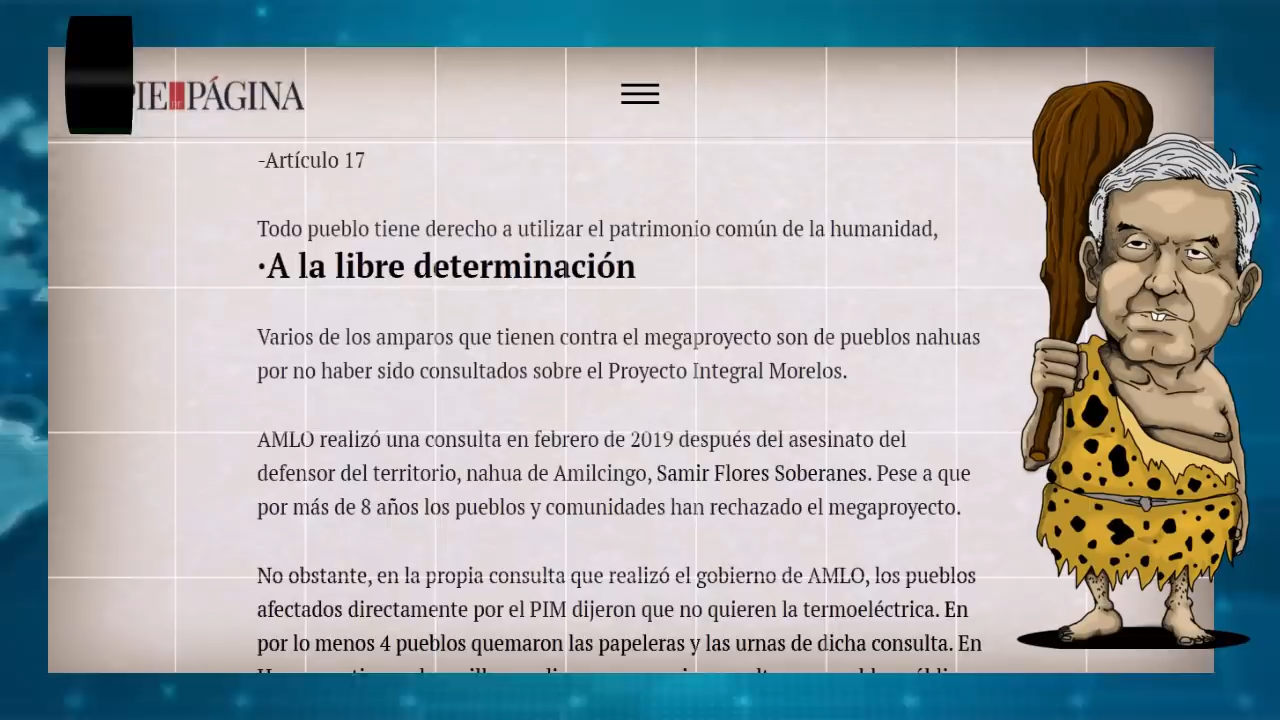 PIE DE PÁGINA
-Artículo 17
Todo pueblo tiene derecho a utilizar el patrimonio común de la humanidad,
·A la libre determinación
Varios de los amparos que tienen contra el megaproyecto son de pueblos nahuas
por no haber sido consultados sobre el Proyecto Integral Morelos.
AMLO realizó una consulta en febrero de 2019 después del asesinato del
defensor del territorio, nahua de Amilcingo, Samir Flores Soberanes. Pese a que
por más de 8 años los pueblos y comunidades han rechazado el megaproyecto.
No obstante, en la propia consulta que realizó el gobierno de AMLO, los pueblos
afectados directamente por el PIM dijeron que no quieren la termoeléctrica. En
por lo menos 4 pueblos quemaron las papeleras y las urnas de dicha consulta. En